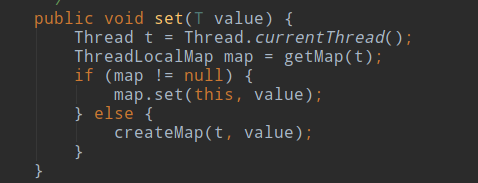 public void set(T value) {
    Thread t = Thread.currentThread();
    ThreadLocalMap map = getMap(t);
    if (map != null) {
        map.set(this, value);
    } else {
        createMap(t, value);
    }
}